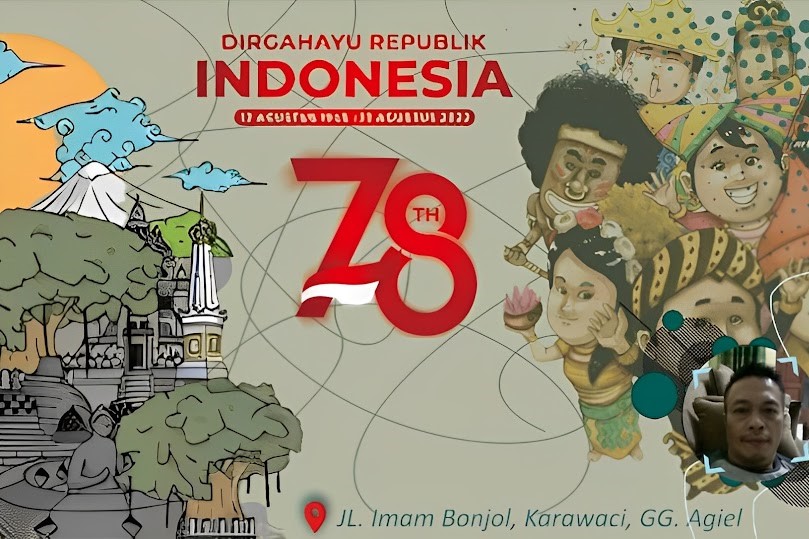 DIRGAHAYU REPUBLIK
INDONESIA
78
TH
JL. Imam Bonjol, Karawaci, GG. Agiel